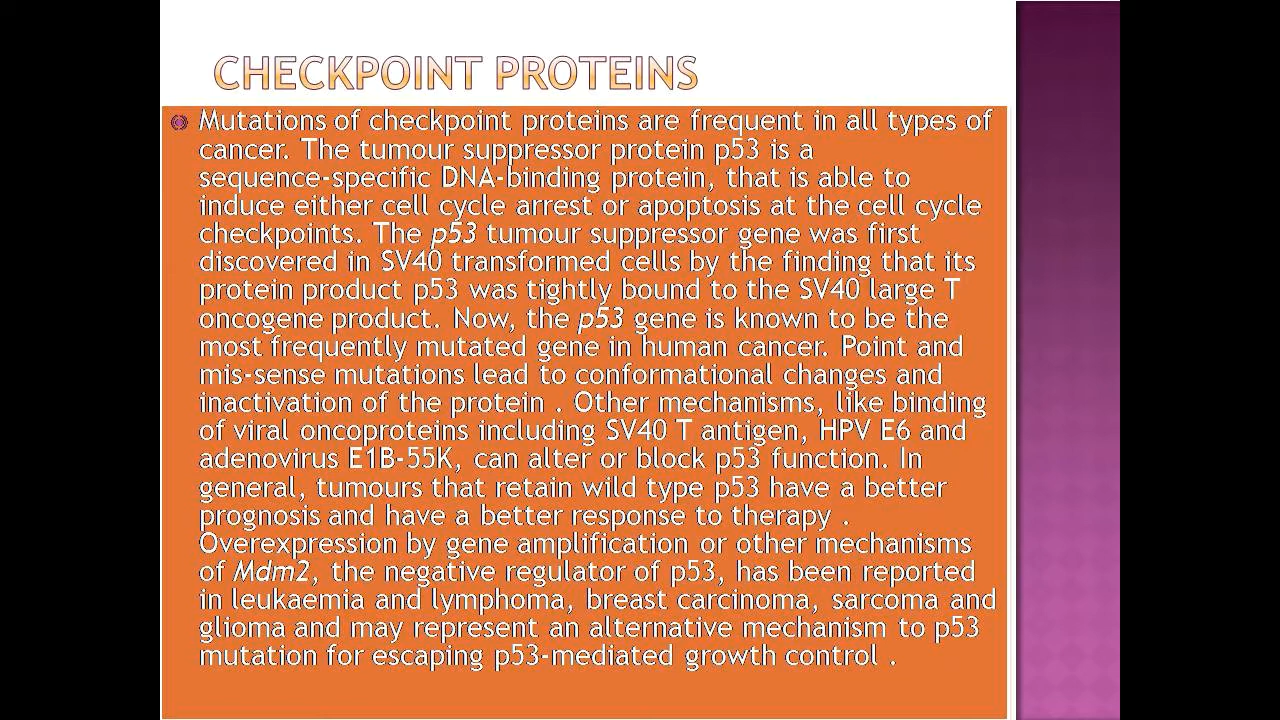 CHECKPOINT PROTEINS
Mutations of checkpoint proteins are frequent in all types of
cancer. The tumour suppressor protein p53 is a
sequence-specific DNA-binding protein, that is able to
induce either cell cycle arrest or apoptosis at the cell cycle
checkpoints. The p53 tumour suppressor gene was first
discovered in SV40 transformed cells by the finding that its
protein product p53 was tightly bound to the SV40 large T
oncogene product. Now, the p53 gene is known to be the
most frequently mutated gene in human cancer. Point and
mis-sense mutations lead to conformational changes and
inactivation of the protein . Other mechanisms, like binding
of viral oncoproteins including SV40 T antigen, HPV E6 and
adenovirus E1B-55K, can alter or block p53 function. In
general, tumours that retain wild type p53 have a better
prognosis and have a better response to therapy .
Overexpression by gene amplification or other mechanisms
of Mdm2, the negative regulator of p53, has been reported
in leukaemia and lymphoma, breast carcinoma, sarcoma and
glioma and may represent an alternative mechanism to p53
mutation for escaping p53-mediated growth control .